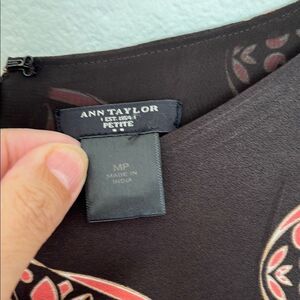 ANN TAYLOR
EST. 1954
PETITE
MP
MADE IN
INDIA